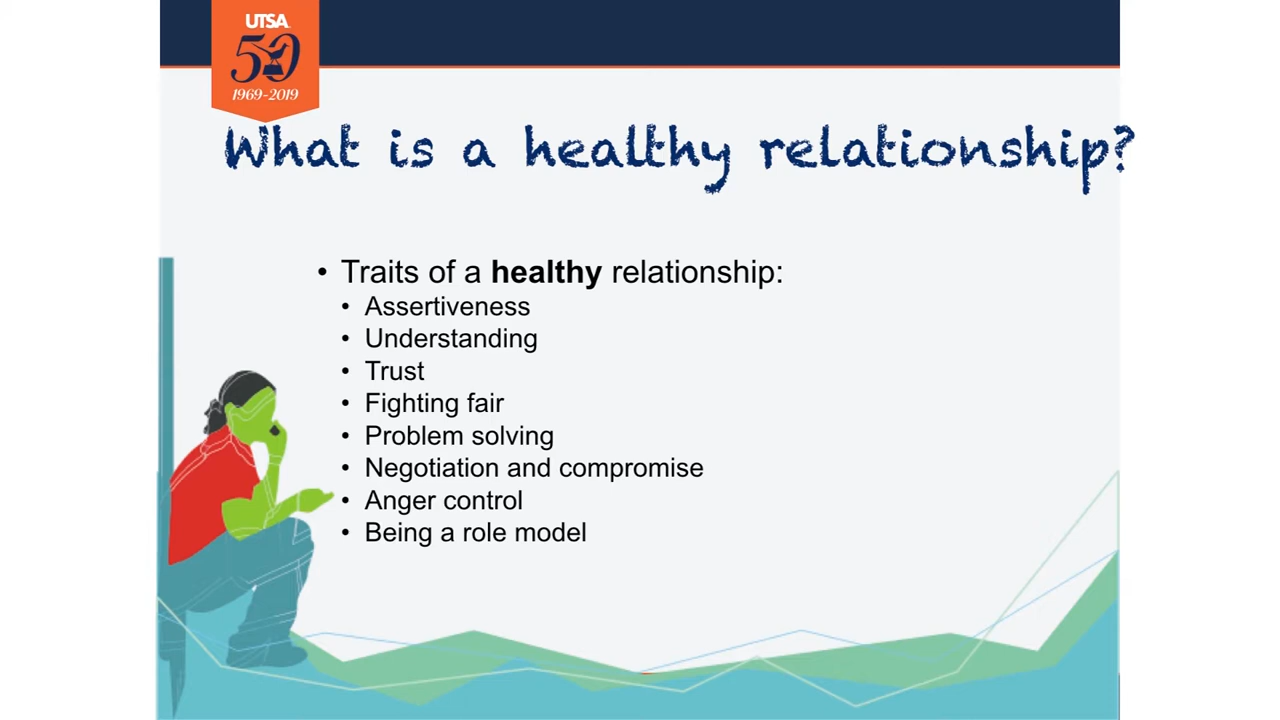 UTSA
50
1969-2019
What is a healthy relationship?
• Traits of a healthy relationship:
• Assertiveness
• Understanding
• Trust
• Fighting fair
• Problem solving
• Negotiation and compromise
• Anger control
• Being a role model